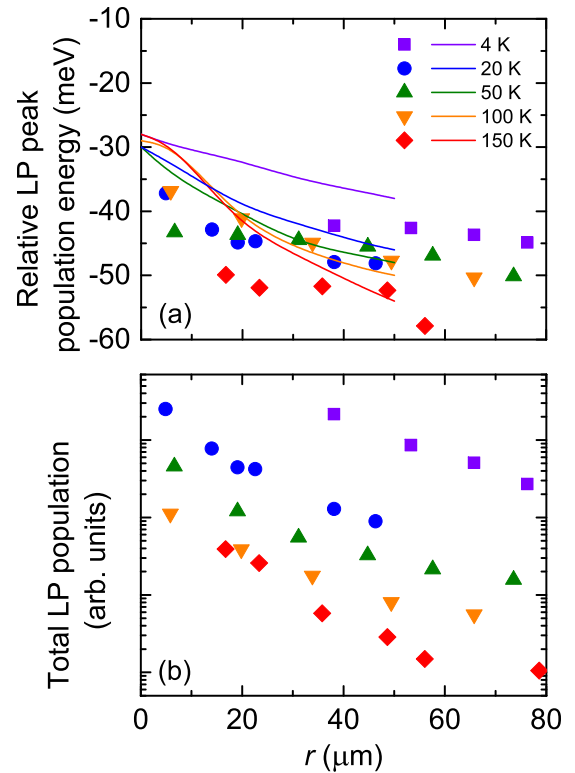 -10
-20
-30
-40
-50
-60
Relative LP peak
population energy (meV)
4 K
20 K
50 K
100 K
150 K
(a)
Total LP population
(arb. units)
(b)
0
20
40
60
80
r (μm)